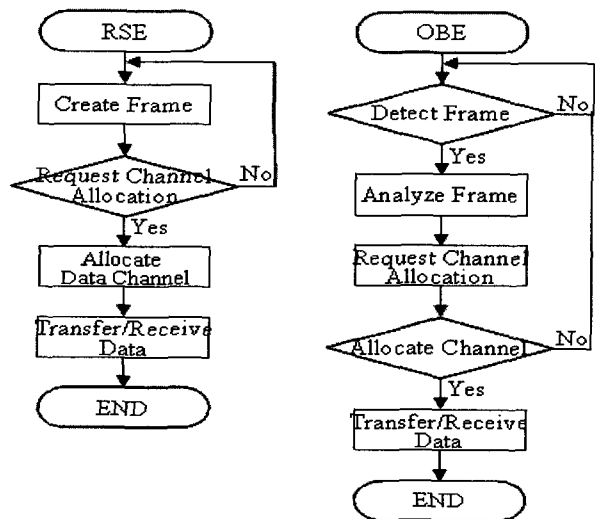 RSE
Create Frame
Request Channel
Allocation
No
Yes
Allocate
Data Channel
Transfer/Receive
Data
END
OBE
Detect Frame
No
Yes
Analyze Frame
Request Channel
Allocation
Allocate Channel
No
Yes
Transfer/Receive
Data
END